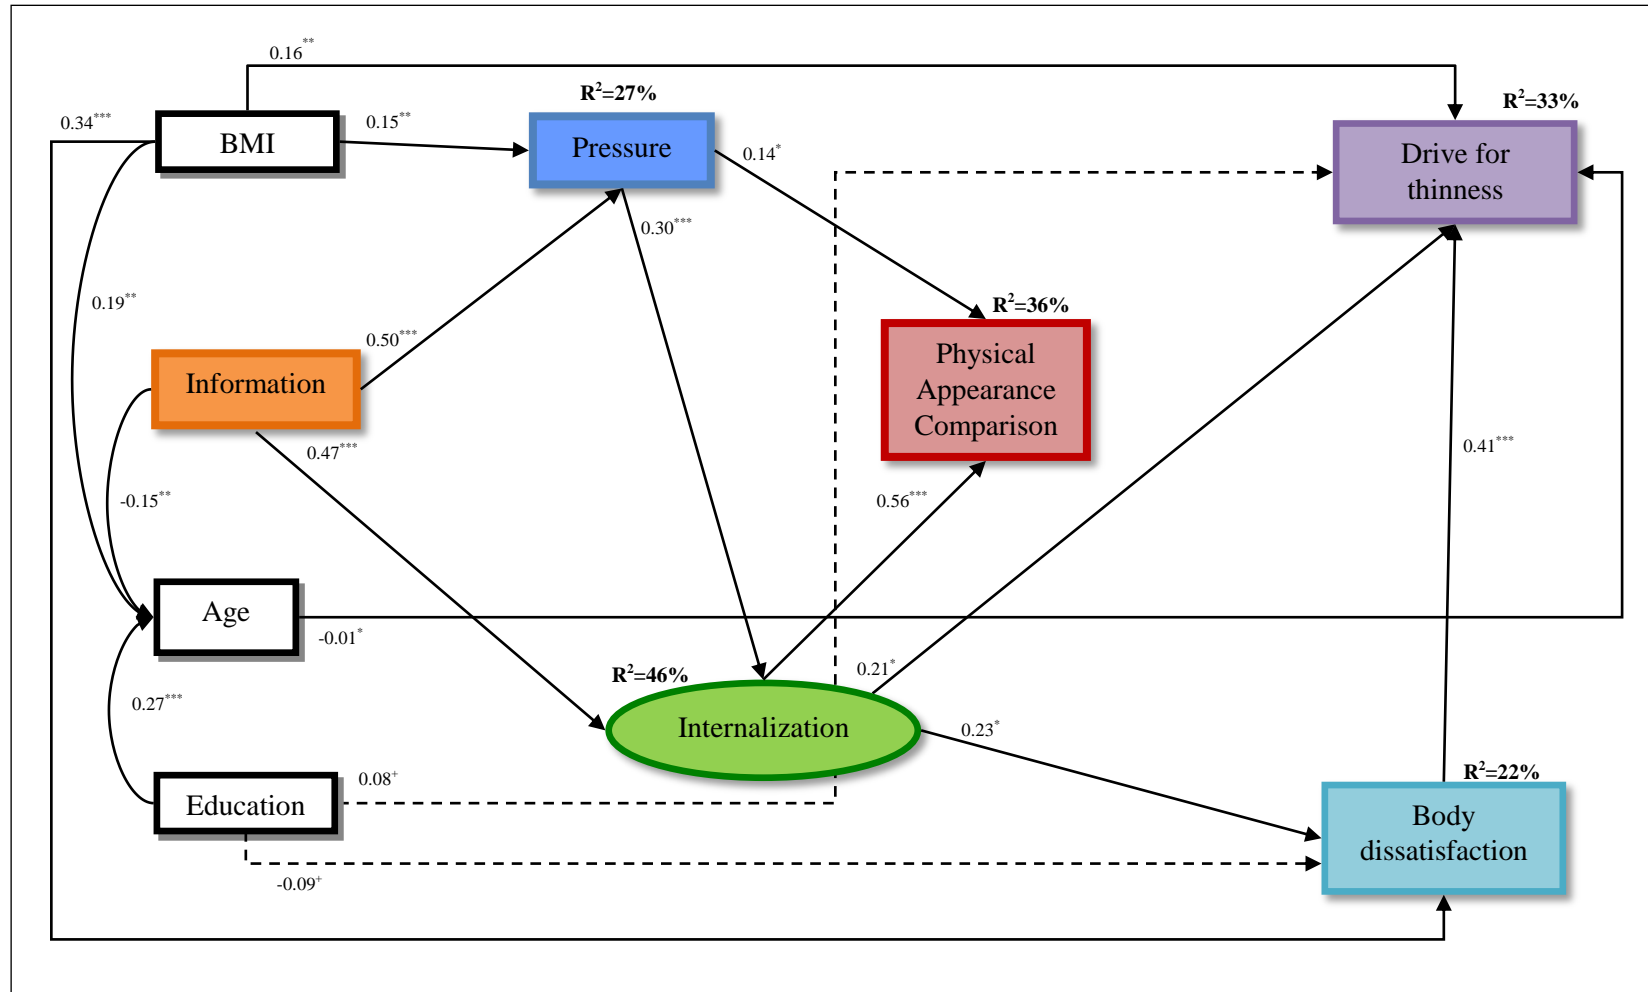 0.16**
R²=27%
R²=33%
0.34***
BMI
0.15**
Pressure
0.14*
Drive for
thinness
0.30***
0.19**
R²=36%
0.50***
Information
Physical
Appearance
Comparison
0.47***
0.41***
-0.15**
0.56***
Age
-0.01*
R²=46%
0.21*
0.27***
Internalization
0.23*
0.08+
R²=22%
Education
Body
dissatisfaction
-0.09+